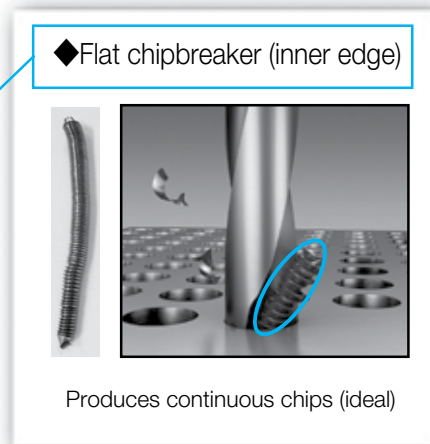 ◆Flat chipbreaker (inner edge)
Produces continuous chips (ideal)